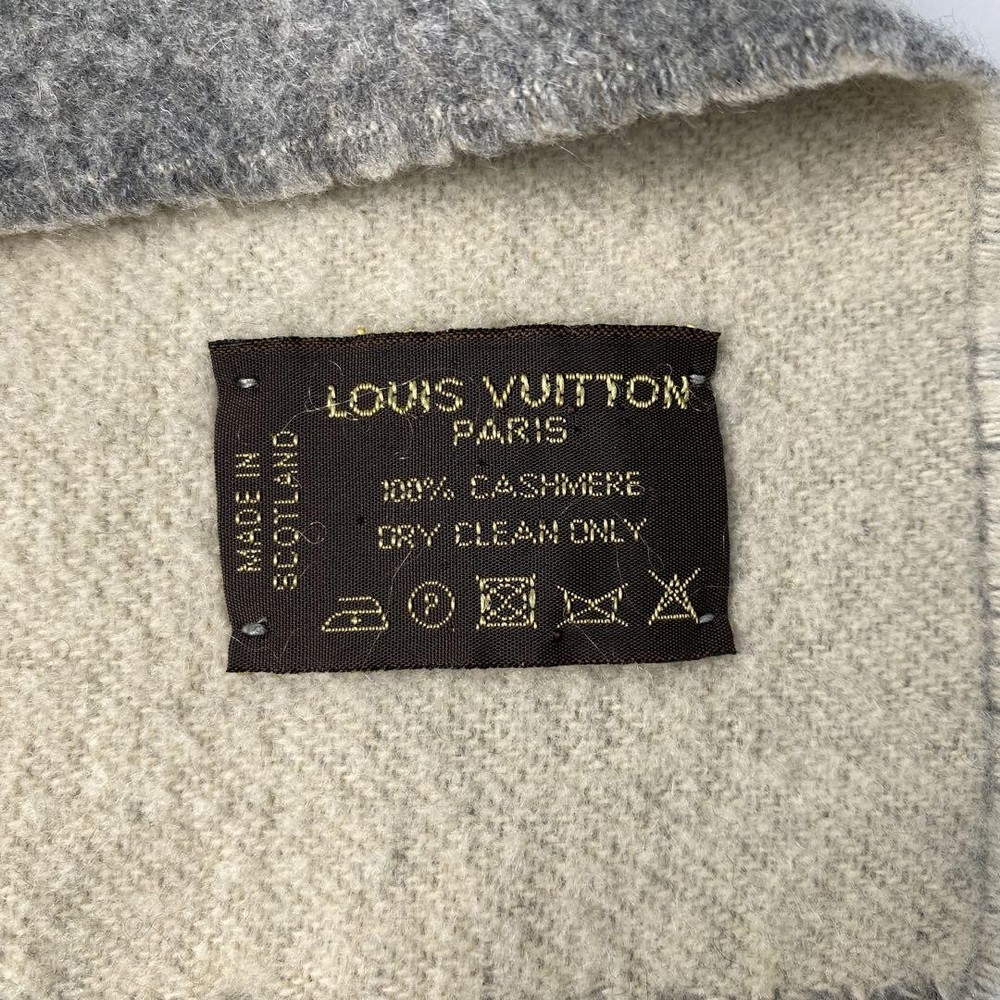 LOUIS VUITTON
PARIS
100% CASHMERE
DRY CLEAN ONLY
P
MADE IN
SCOTLAND